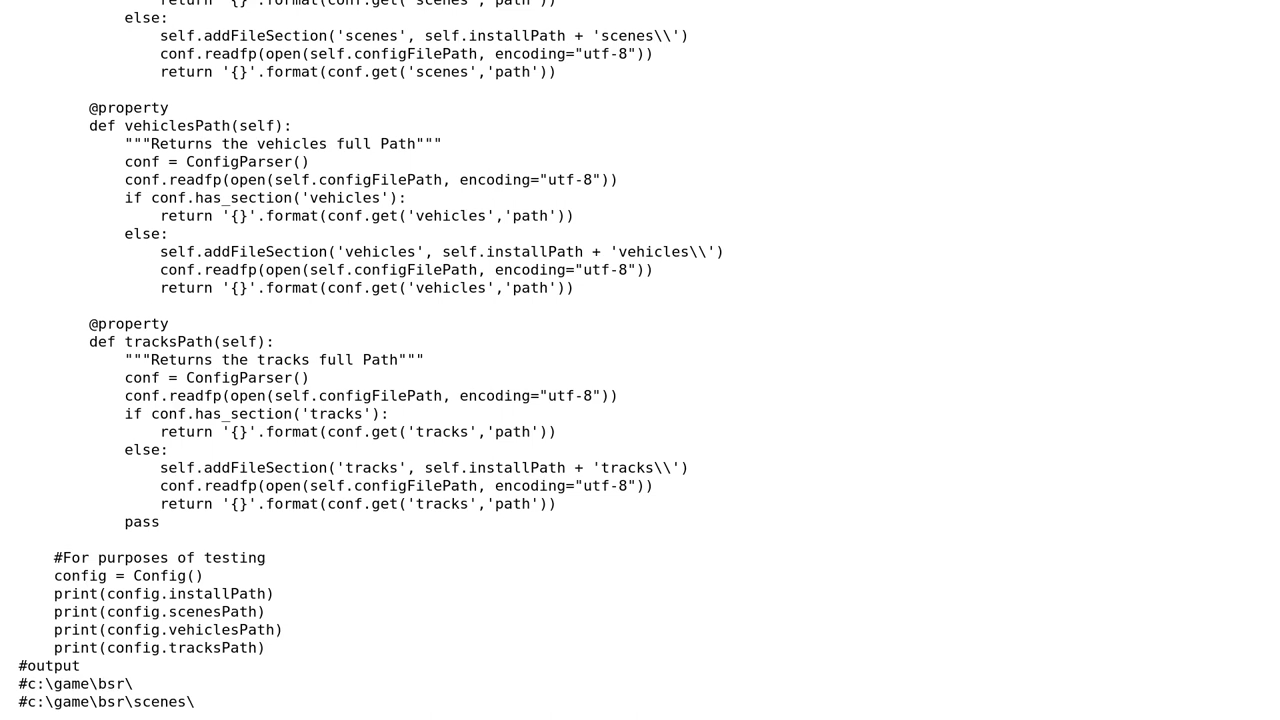 return '{}'.format(conf.get('scenes','path'))
else:
self.addFileSection('scenes', self.installPath + 'scenes\\')
conf.readfp(open(self.configFilePath, encoding="utf-8"))
return '{}'.format(conf.get('scenes','path'))
@property
def vehiclesPath(self):
"""Returns the vehicles full Path"""
conf = ConfigParser()
conf.readfp(open(self.configFilePath, encoding="utf-8"))
if conf.has_section('vehicles'):
return '{}'.format(conf.get('vehicles','path'))
else:
self.addFileSection('vehicles', self.installPath + 'vehicles\\')
conf.readfp(open(self.configFilePath, encoding="utf-8"))
return '{}'.format(conf.get('vehicles','path'))
@property
def tracksPath(self):
"""Returns the tracks full Path"""
conf = ConfigParser()
conf.readfp(open(self.configFilePath, encoding="utf-8"))
if conf.has_section('tracks'):
return '{}'.format(conf.get('tracks','path'))
else:
self.addFileSection('tracks', self.installPath + 'tracks\\')
conf.readfp(open(self.configFilePath, encoding="utf-8"))
return '{}'.format(conf.get('tracks','path'))
pass
#For purposes of testing
config = Config()
print(config.installPath)
print(config.scenesPath)
print(config.vehiclesPath)
print(config.tracksPath)
#output
#c:\game\bsr\
#c:\game\bsr\scenes\